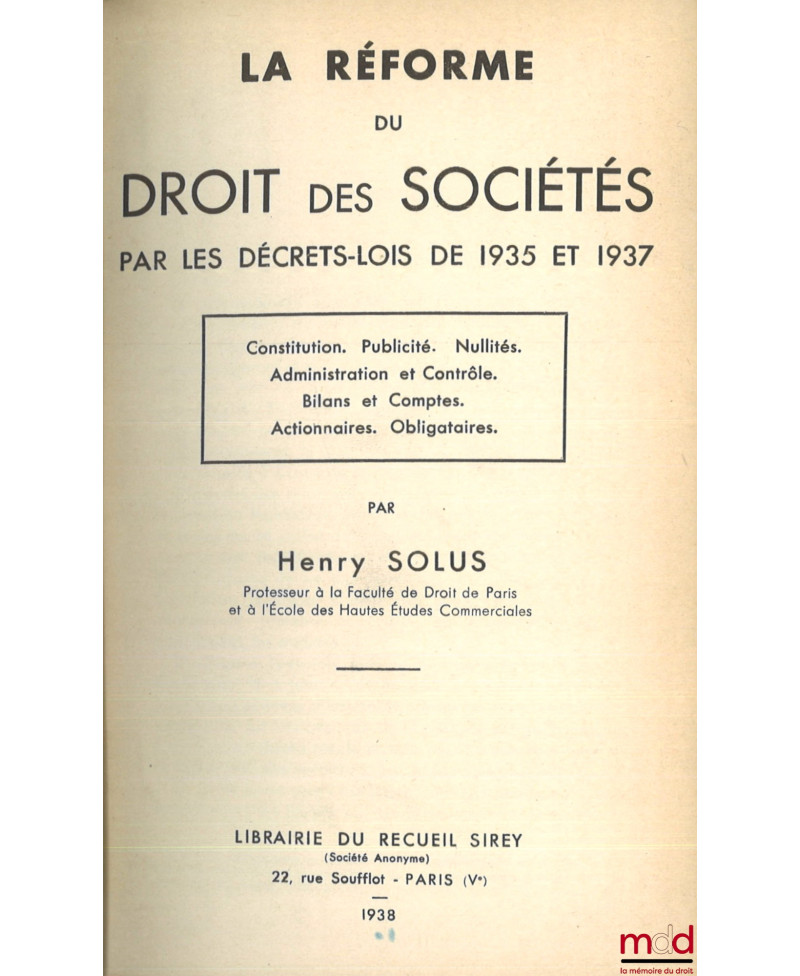 LA RÉFORME
DU
DROIT DES SOCIÉTÉS
PAR LES DÉCRETS-LOIS DE 1935 ET 1937
Constitution. Publicité. Nullités.
Administration et Contrôle.
Bilans et Comptes.
Actionnaires. Obligataires.
PAR
Henry SOLUS
Professeur à la Faculté de Droit de Paris
et à l'École des Hautes Études Commerciales
LIBRAIRIE DU RECUEIL SIREY
(Société Anonyme)
22, rue Soufflot - PARIS (Vᵉ)
1938
mdd
la mémoire du droit